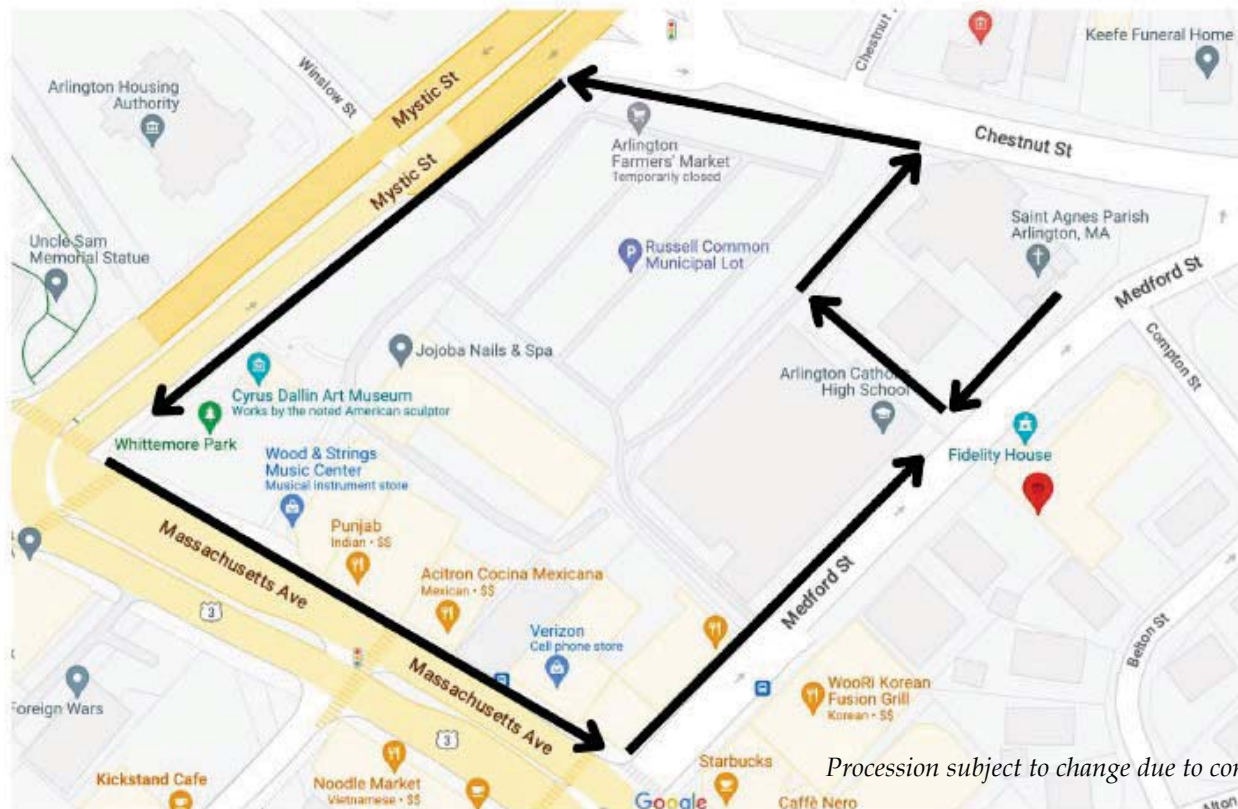 Chestnut
Keefe Funeral Home
Winslow St
Mystic St
Arlington Housing
Authority
Chestnut St
Arlington
Farmers' Market
Temporarily closed
Mystic St
Saint Agnes Parish
Arlington, MA
Uncle Sam
Memorial Statue
Russell Common
Municipal Lot
P
Medford St
Compton St
Jojoba Nails & Spa
Arlington Cathol
High School
Cyrus Dallin Art Museum
Works by the noted American sculptor
Whittemore Park
Fidelity House
Wood & Strings
Music Center
Musical instrument store
Punjab
Indian • $$
Massachusetts Ave
Acitron Cocina Mexicana
Mexican • $$
Medford St
3
Verizon
Cell phone store
Belton St
Massachusetts Ave
WooRi Korean
Fusion Grill
Korean • $$
Foreign Wars
3
Starbucks
Procession subject to change due to con
Kickstand Cafe
Noodle Market
Vietnamese • $$
Google
Caffè Nero
Alton